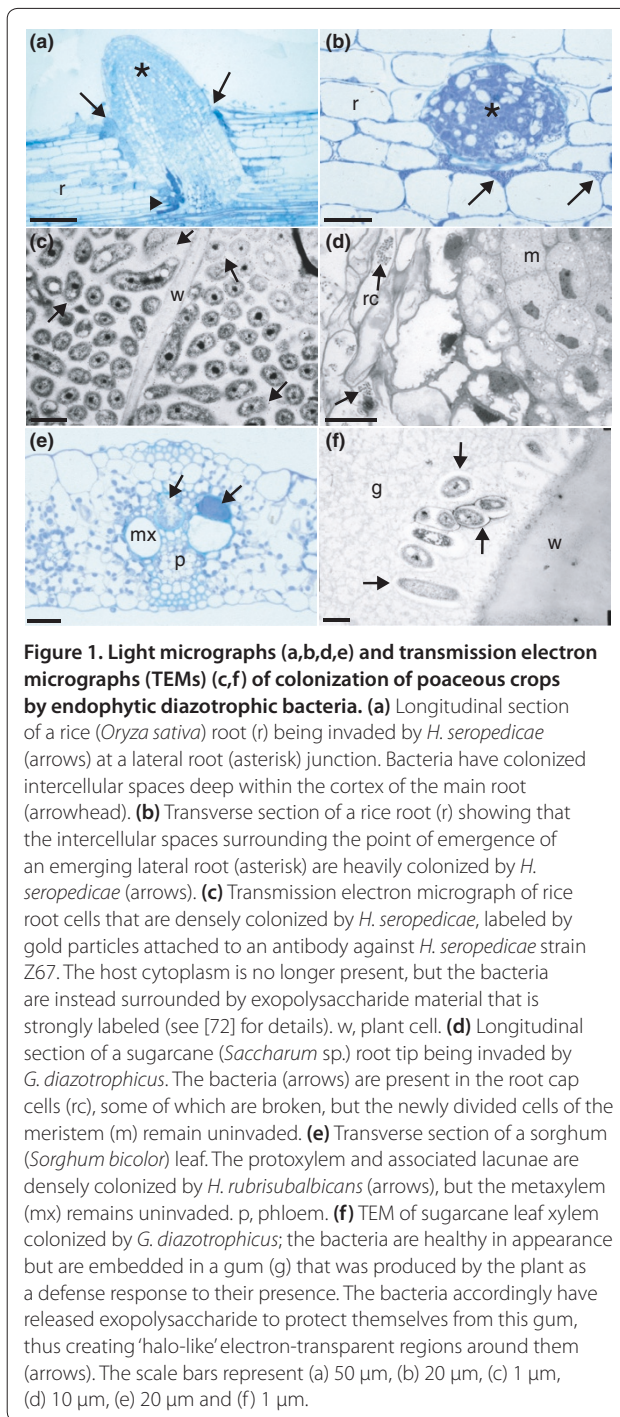 (a)
*
r
(b)
r
*
(c)
w
(d)
m
rc
(e)
mx
p
(f)
g
w
Figure 1. Light micrographs (a,b,d,e) and transmission electron
micrographs (TEMs) (c,f) of colonization of poaceous crops
by endophytic diazotrophic bacteria. (a) Longitudinal section
of a rice (Oryza sativa) root (r) being invaded by H. seropedicae
(arrows) at a lateral root (asterisk) junction. Bacteria have colonized
intercellular spaces deep within the cortex of the main root
(arrowhead). (b) Transverse section of a rice root (r) showing that
the intercellular spaces surrounding the point of emergence of
an emerging lateral root (asterisk) are heavily colonized by H.
seropedicae (arrows). (c) Transmission electron micrograph of rice
root cells that are densely colonized by H. seropedicae, labeled by
gold particles attached to an antibody against H. seropedicae strain
Z67. The host cytoplasm is no longer present, but the bacteria
are instead surrounded by exopolysaccharide material that is
strongly labeled (see [72] for details). w, plant cell. (d) Longitudinal
section of a sugarcane (Saccharum sp.) root tip being invaded by
G. diazotrophicus. The bacteria (arrows) are present in the root cap
cells (rc), some of which are broken, but the newly divided cells of the
meristem (m) remain uninvaded. (e) Transverse section of a sorghum
(Sorghum bicolor) leaf. The protoxylem and associated lacunae are
densely colonized by H. rubrisubalbicans (arrows), but the metaxylem
(mx) remains uninvaded. p, phloem. (f) TEM of sugarcane leaf xylem
colonized by G. diazotrophicus; the bacteria are healthy in appearance
but are embedded in a gum (g) that was produced by the plant as
a defense response to their presence. The bacteria accordingly have
released exopolysaccharide to protect themselves from this gum,
thus creating 'halo-like' electron-transparent regions around them
(arrows). The scale bars represent (a) 50 μm, (b) 20 μm, (c) 1 μm,
(d) 10 μm, (e) 20 μm and (f) 1 μm.